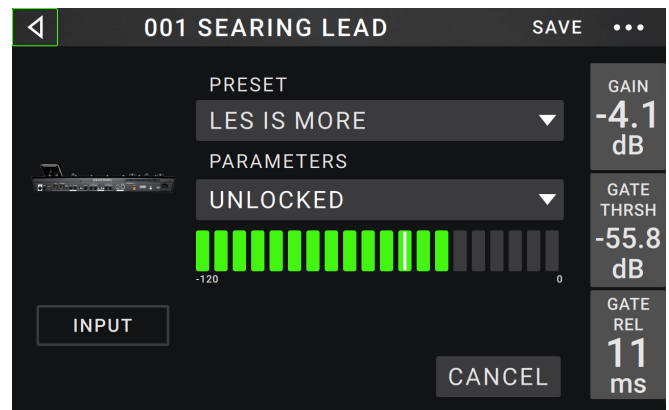 001 SEARING LEAD
SAVE
PRESET
LES IS MORE
PARAMETERS
UNLOCKED
-120
0
INPUT
CANCEL
GAIN
-4.1
dB
GATE
THRSH
-55.8
dB
GATE
REL
11
ms